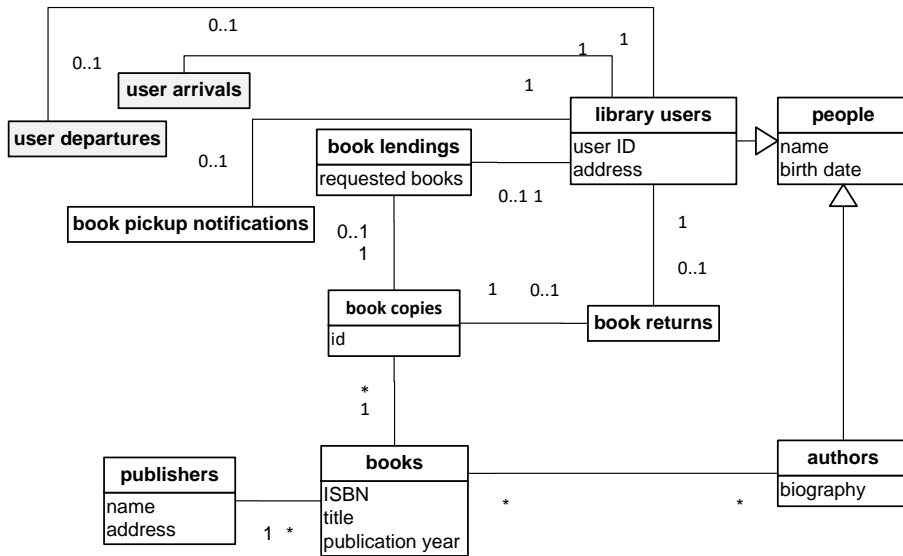 0..1
1
0..1
1
user arrivals
1
user departures
library users
user ID
address
people
name
birth date
book lendings
requested books
0..1
book pickup notifications
0..1 1
0..1
1
1
0..1
book copies
id
1
0..1
book returns
*
1
publishers
name
address
1
*
books
ISBN
title
publication year
*
*
authors
biography